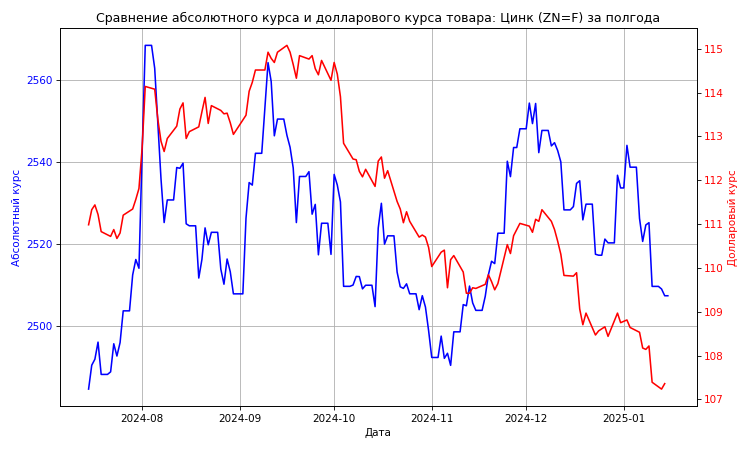 Сравнение абсолютного курса и долларового курса товара: Цинк (ZN=F) за полгода
Абсолютный курс
2560
2540
2520
2500
115
114
113
112
111
110
109
108
107
Долларовый курс
2024-08 2024-09 2024-10 2024-11 2024-12 2025-01
Дата